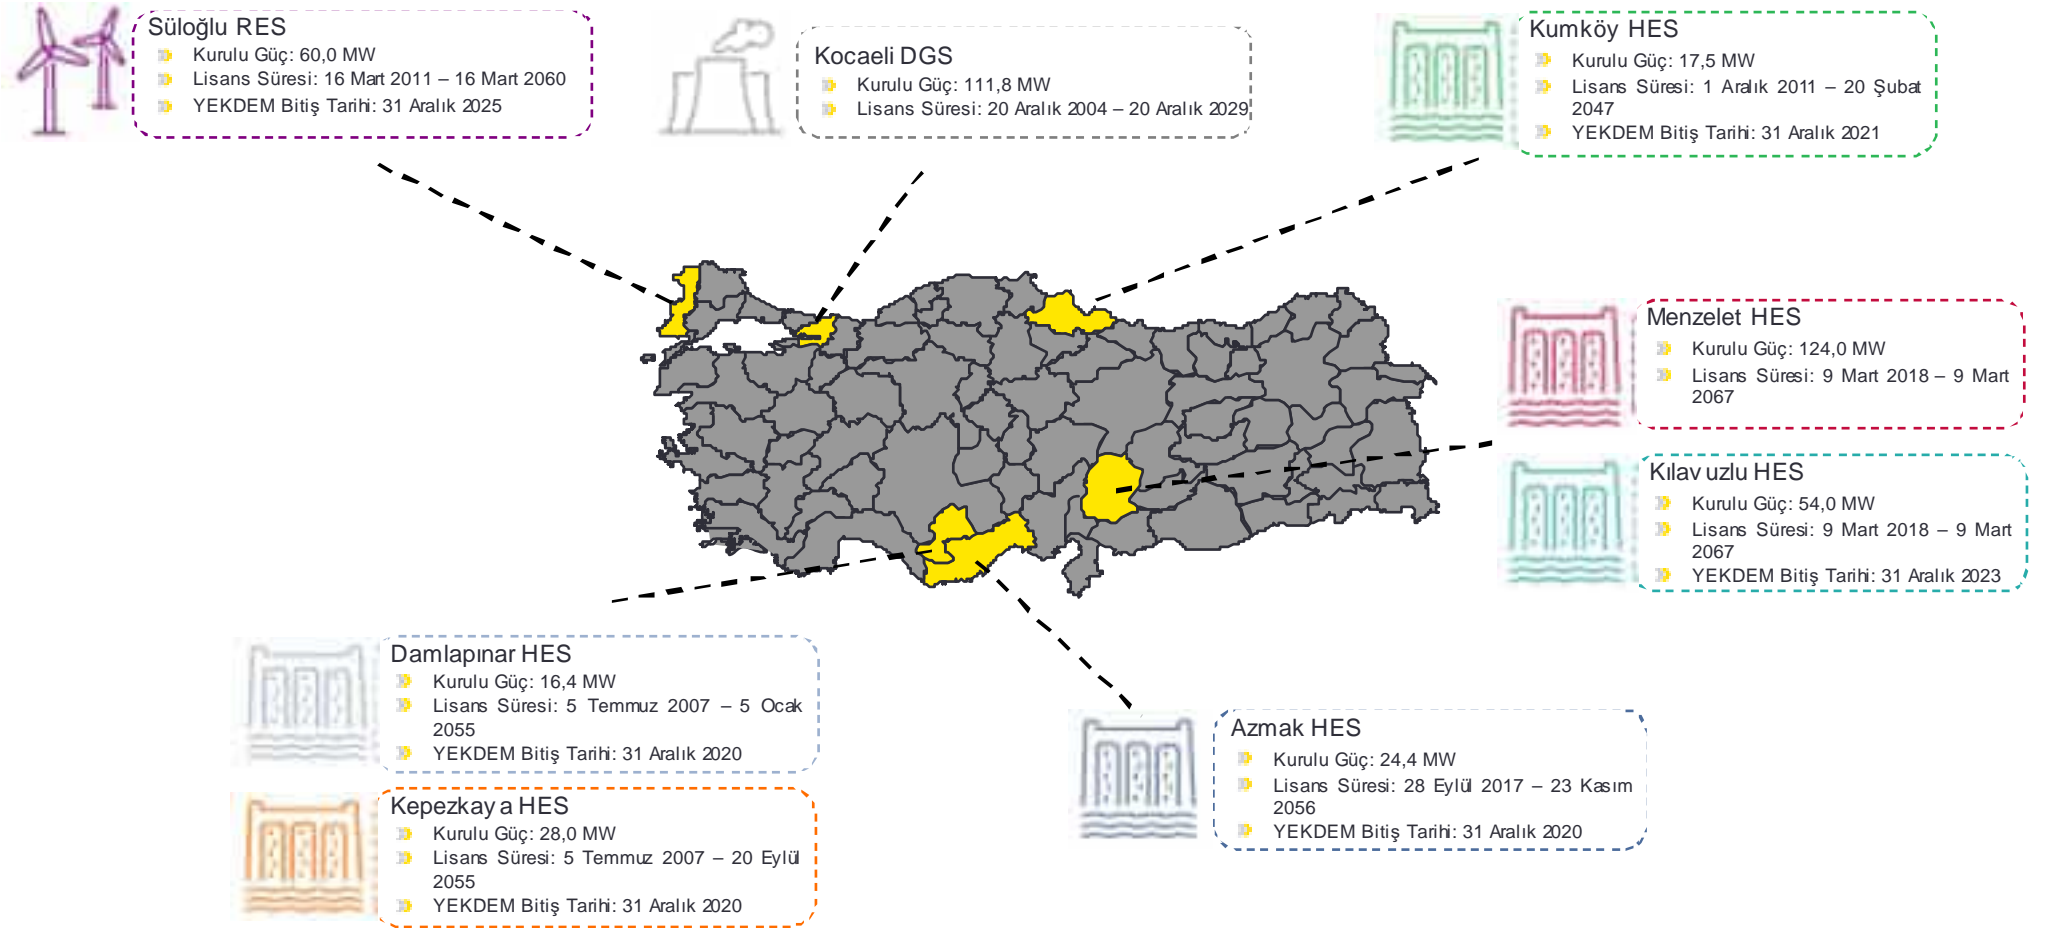 Süloğlu RES
Kurulu Güç: 60,0 MW
Lisans Süresi: 16 Mart 2011 – 16 Mart 2060
YEKDEM Bitiş Tarihi: 31 Aralık 2025
Kocaeli DGS
Kurulu Güç: 111,8 MW
Lisans Süresi: 20 Aralık 2004 – 20 Aralık 2029
Kumköy HES
Kurulu Güç: 17,5 MW
Lisans Süresi: 1 Aralık 2011 – 20 Şubat
2047
YEKDEM Bitiş Tarihi: 31 Aralık 2021
Menzelet HES
Kurulu Güç: 124,0 MW
Lisans Süresi: 9 Mart 2018 – 9 Mart
2067
Kılavuzlu HES
Kurulu Güç: 54,0 MW
Lisans Süresi: 9 Mart 2018 – 9 Mart
2067
YEKDEM Bitiş Tarihi: 31 Aralık 2023
Damlapınar HES
Kurulu Güç: 16,4 MW
Lisans Süresi: 5 Temmuz 2007 – 5 Ocak
2055
YEKDEM Bitiş Tarihi: 31 Aralık 2020
Kepezkaya HES
Kurulu Güç: 28,0 MW
Lisans Süresi: 5 Temmuz 2007 – 20 Eylül
2055
YEKDEM Bitiş Tarihi: 31 Aralık 2020
Azmak HES
Kurulu Güç: 24,4 MW
Lisans Süresi: 28 Eylül 2017 – 23 Kasım
2056
YEKDEM Bitiş Tarihi: 31 Aralık 2020